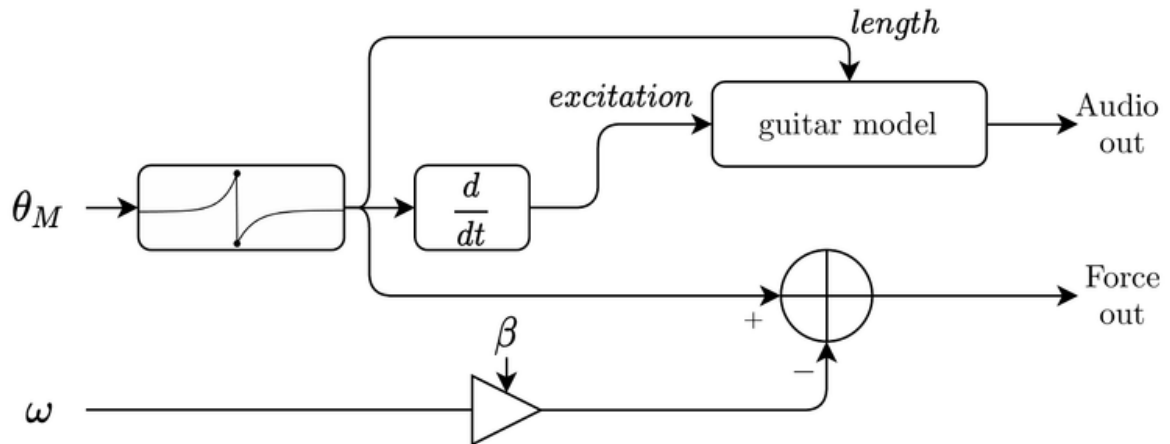 length
excitation
guitar model
Audio
out
θ_M
d
dt
Force
out
+
−
β
ω